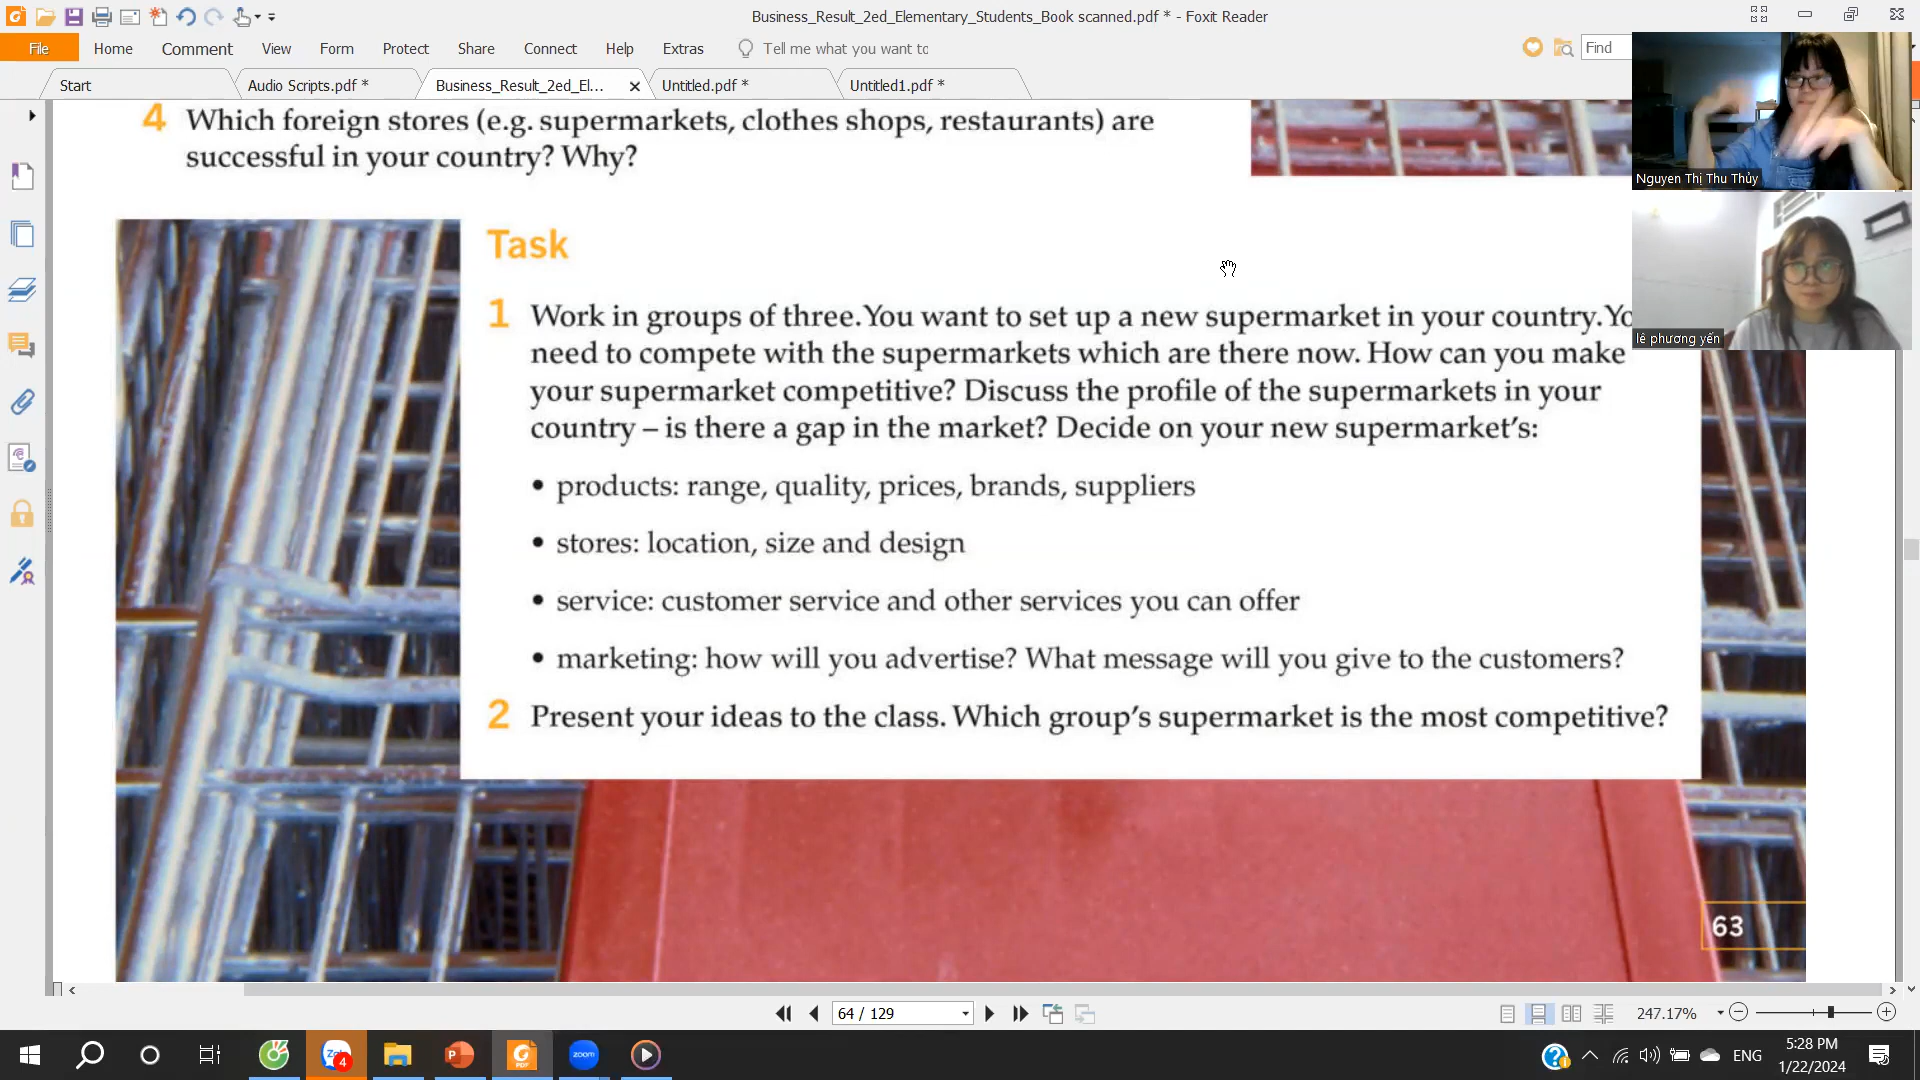 Business_Result_2ed_Elementary_Students_Book scanned.pdf * - Foxit Reader
File Home Comment View Form Protect Share Connect Help Extras Tell me what you want to Find
Start Audio Scripts.pdf * Business_Result_2ed_El... Untitled.pdf * Untitled1.pdf *
4 Which foreign stores (e.g. supermarkets, clothes shops, restaurants) are
successful in your country? Why?
Nguyen Thị Thu Thủy
lê phương yến
Task
1 Work in groups of three. You want to set up a new supermarket in your country. Yo
need to compete with the supermarkets which are there now. How can you make
your supermarket competitive? Discuss the profile of the supermarkets in your
country – is there a gap in the market? Decide on your new supermarket's:
• products: range, quality, prices, brands, suppliers
• stores: location, size and design
• service: customer service and other services you can offer
• marketing: how will you advertise? What message will you give to the customers?
2 Present your ideas to the class. Which group's supermarket is the most competitive?
63
64 / 129
247.17%
4
zoom
ENG
5:28 PM
1/22/2024